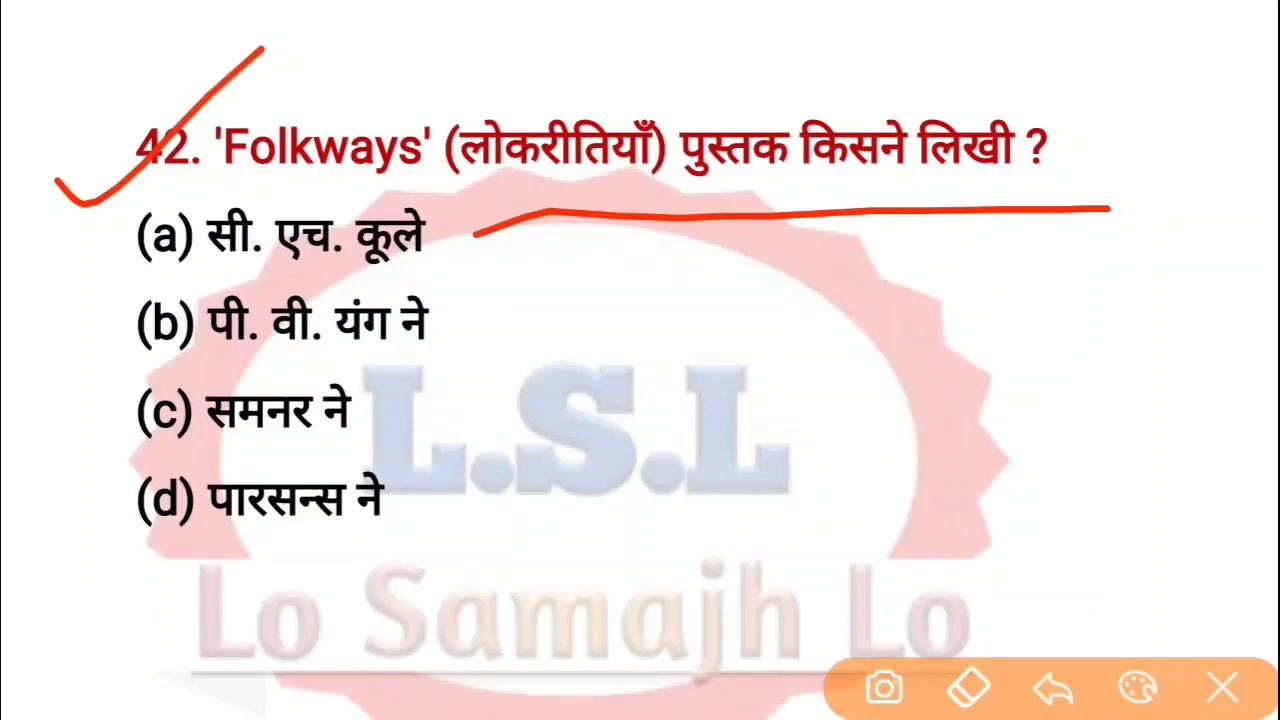 42. 'Folkways' (लोकरीतियाँ) पुस्तक किसने लिखी ?
(a) सी. एच. कूले
(b) पी. वी. यंग ने
(c) समनर ने
(d) पारसन्स ने
L.S.L
Lo Samajh Lo